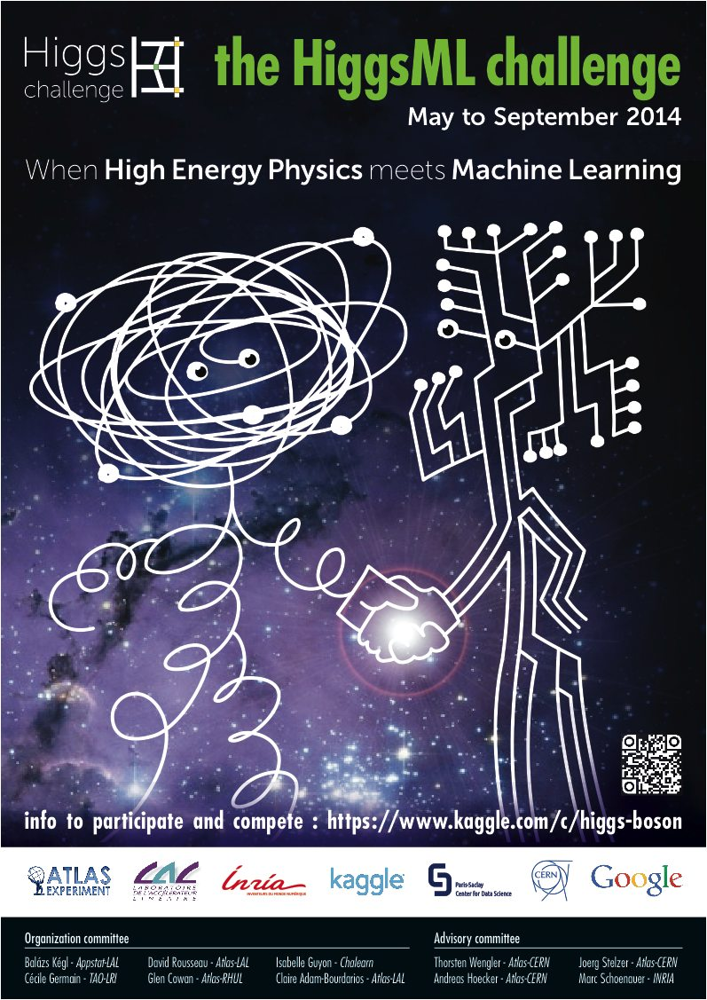 Higgs
challenge
the HiggsML challenge
May to September 2014
When High Energy Physics meets Machine Learning
info to participate and compete : https://www.kaggle.com/c/higgs-boson
ATLAS
EXPERIMENT
LAL
LABORATOIRE
DE L'ACCÉLÉRATEUR
LINÉAIRE
Inria
INVENTEURS DU MONDE NUMÉRIQUE
kaggle
Paris-Saclay
Center for Data Science
CERN
Google
Organization committee
Balázs Kégl - Appstat-LAL
Cécile Germain - TAO-LRI
David Rousseau - Atlas-LAL
Glen Cowan - Atlas-RHUL
Isabelle Guyon - Chalearn
Claire Adam-Bourdarios - Atlas-LAL
Advisory committee
Thorsten Wengler - Atlas-CERN
Andreas Hoecker - Atlas-CERN
Joerg Stelzer - Atlas-CERN
Marc Schoenauer - INRIA